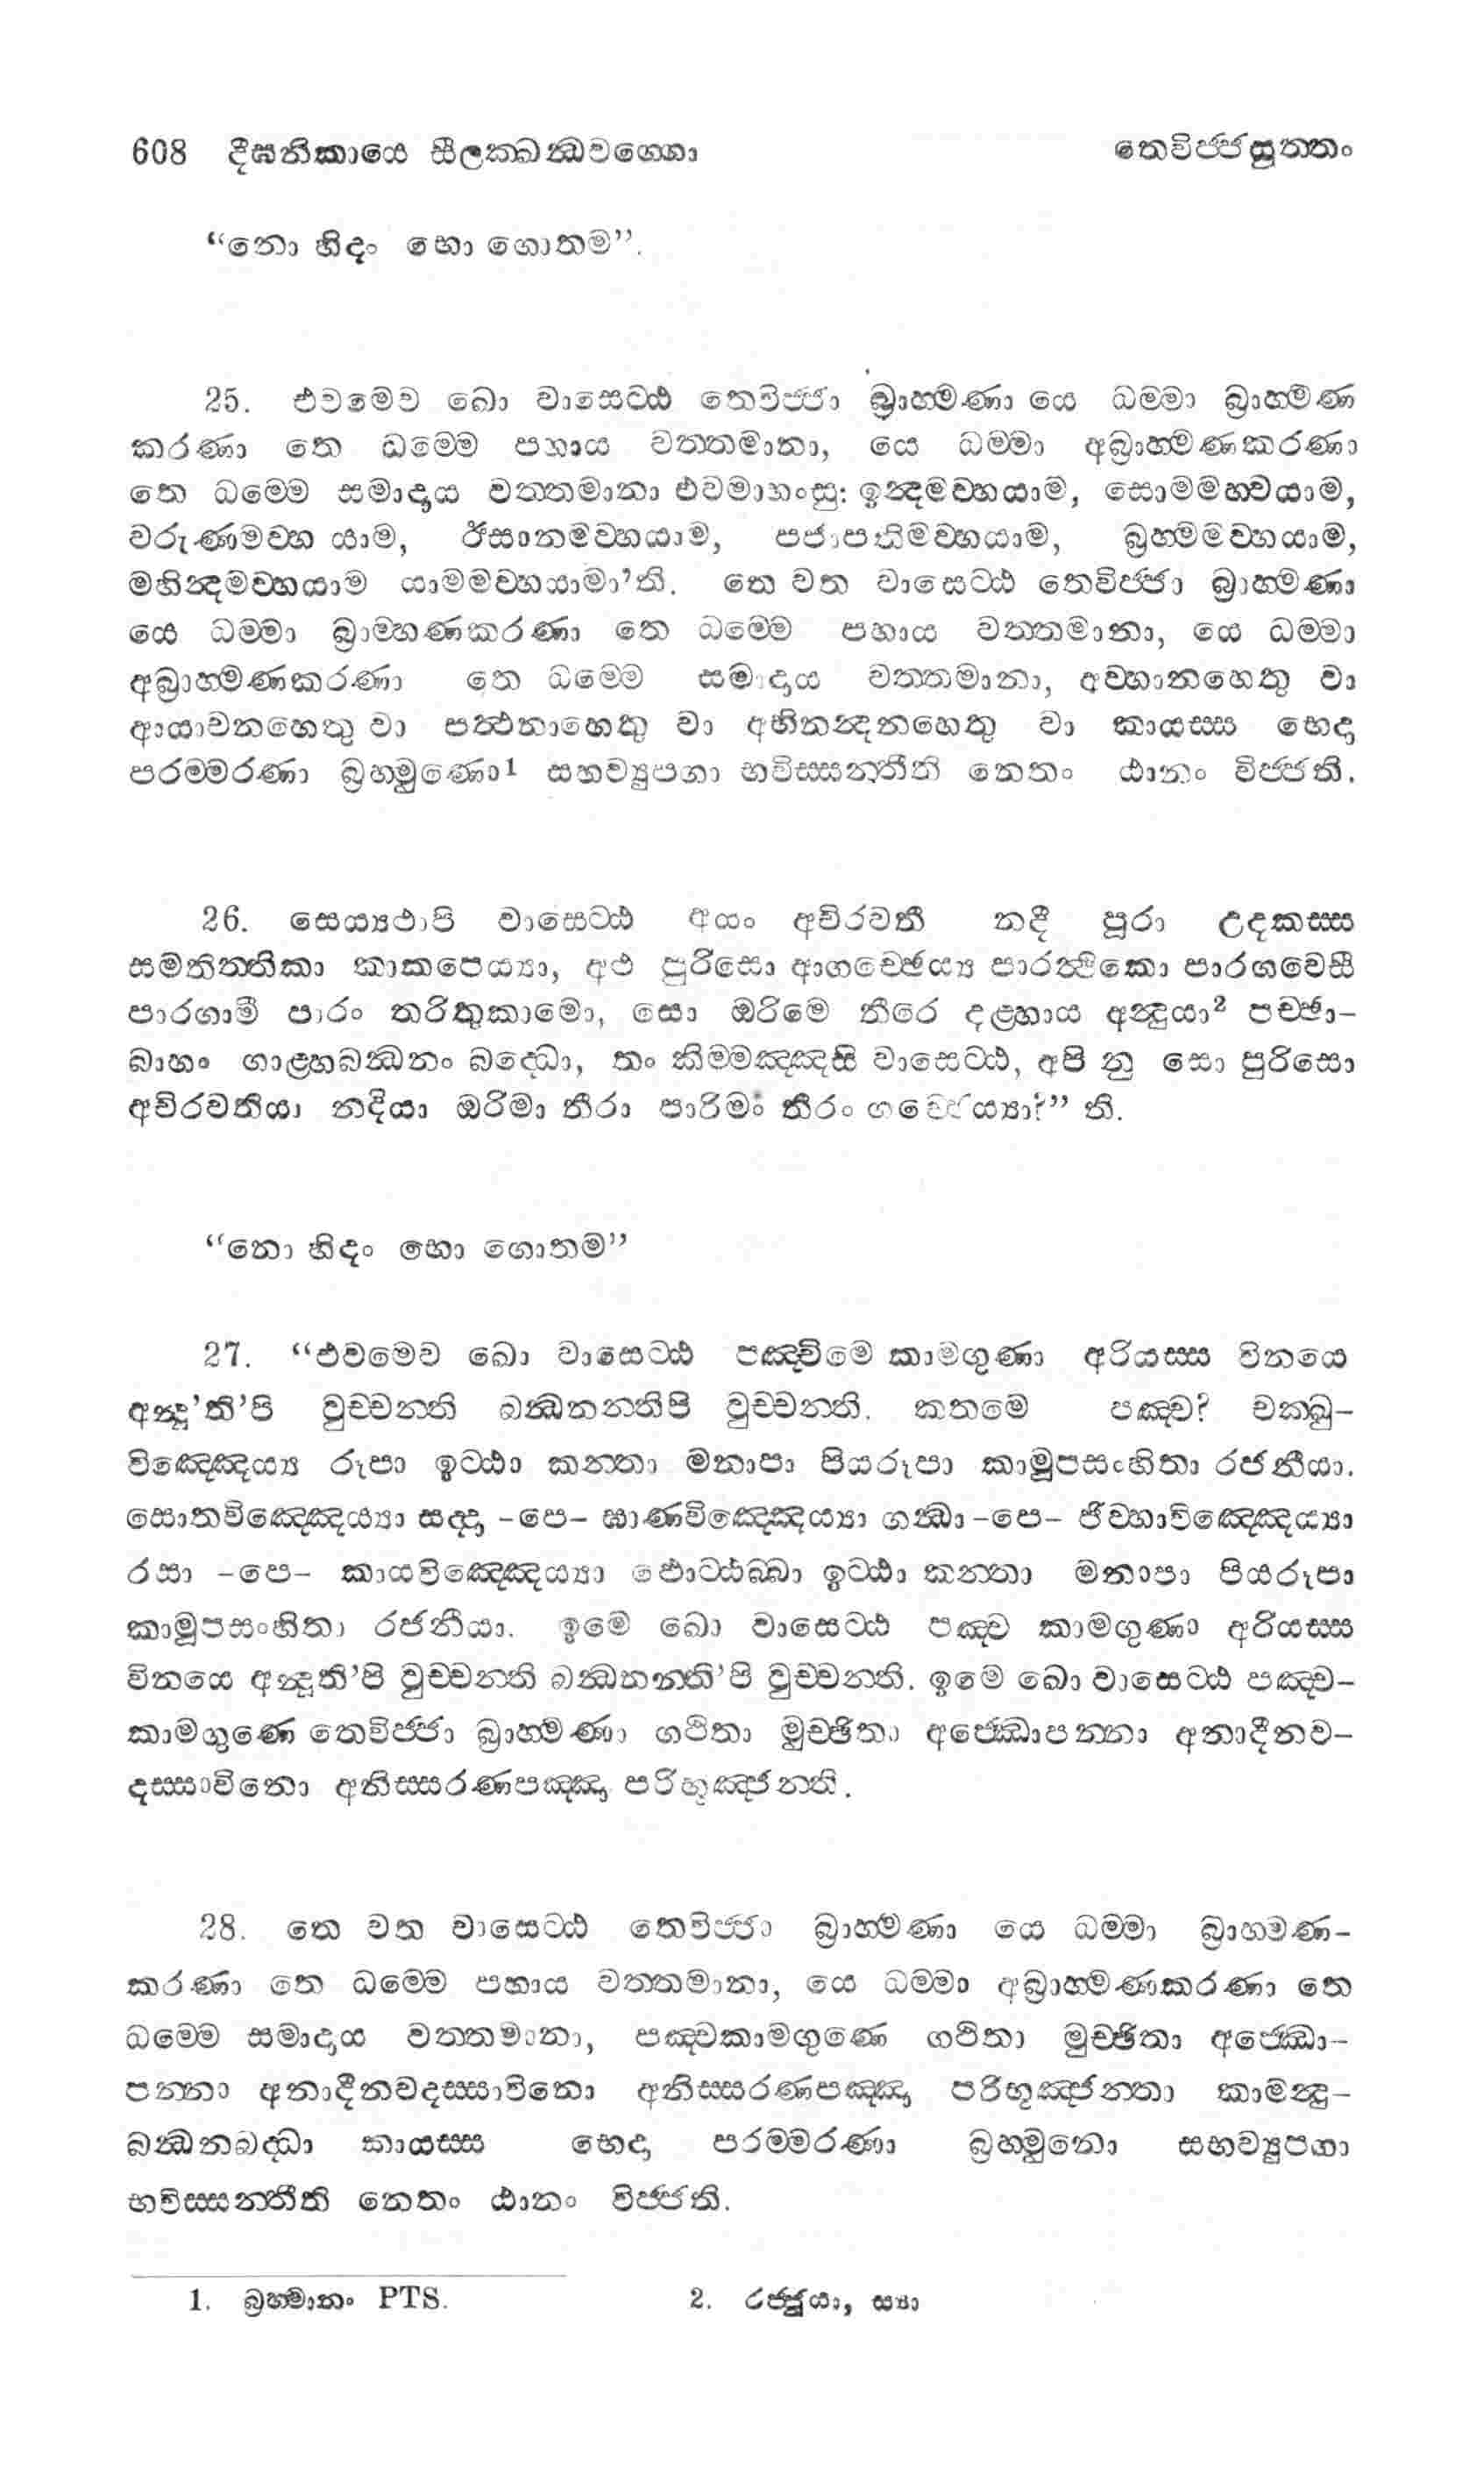 608 දීඝනිකායෙ සීලක්ඛන්ධවග්ගො තෙවිජ්ජසුත්තං
“නො හිදං භො ගොතම”.
25. එවමෙව ඛො වාසෙට්ඨ තෙවිජ්ජා බ්‍රාහ්මණා යෙ ධම්මා බ්‍රාහ්මණ
කරණා තෙ ධම්මෙ පහාය වත්තමානා, යෙ ධම්මා අබ්‍රාහ්මණකරණා
තෙ ධම්මෙ සමාදාය වත්තමානා එවමාහංසු: ඉන්දමව්හයාම, සොමමහ්වයාම,
වරුණමව්හ යාම, ඊසානමව්හයාම, පජාපතිමව්හයාම, බ්‍රහ්මමව්හයාම,
මහින්දමව්හයාම යාමමව්හයාමා’ති. තෙ වත වාසෙට්ඨ තෙවිජ්ජා බ්‍රාහ්මණා
යෙ ධම්මා බ්‍රාම්හණකරණා තෙ ධම්මෙ පහාය වත්තමානා, යෙ ධම්මා
අබ්‍රාහ්මණකරණා තෙ ධම්මෙ සමාදාය වත්තමානා, අව්හානහෙතු වා
ආයාචනහෙතු වා පත්ථනාහෙතු වා අභිනන්දනහෙතු වා කායස්ස භෙදා
පරම්මරණා බ්‍රහ්මුණො1 සහව්‍යුපගා භවිස්සන්තීති නෙතං ඨානං විජ්ජති.
26. සෙය්‍යථාපි වාසෙට්ඨ අයං අචිරවතී නදී පූරා උදකස්ස
සමතිත්තිකා කාකපෙය්‍යා, අථ පුරිසො ආගච්ඡෙය්‍ය පාරත්ථිකො පාරගවෙසී
පාරගාමී පාරං තරිතුකාමො, සො ඔරිමෙ තීරෙ දළ්හාය අන්දුයා2 පච්ඡා-
බාහං ගාළ්හබන්ධනං බද්ධො, තං කිම්මඤ්ඤසි වාසෙට්ඨ, අපි නු සො පුරිසො
අචිරවතියා නදියා ඔරිමා තීරා පාරිමං තීරං ගච්ඡෙය්‍යා?” ති.
“නො හිදං භො ගොතම”
27. “එවමෙව ඛො වාසෙට්ඨ පඤ්චිමෙ කාමගුණා අරියස්ස විනයෙ
අන්දූ’ති’පි වුච්චන්ති බන්ධනන්තිපි වුච්චන්ති. කතමෙ පඤ්ච? චක්ඛු-
විඤ්ඤෙය්‍ය රූපා ඉට්ඨා කන්තා මනාපා පියරූපා කාමූපසංහිතා රජනීයා.
සොතවිඤ්ඤෙය්‍යා සද්දා -පෙ- ඝාණවිඤ්ඤෙය්‍යා ගන්ධා -පෙ- ජිව්හාවිඤ්ඤෙය්‍යා
රසා -පෙ- කායවිඤ්ඤෙය්‍යා ඵොට්ඨබ්බා ඉට්ඨා කන්තා මනාපා පියරූපා
කාමූපසංහිතා රජනීයා. ඉමෙ ඛො වාසෙට්ඨ පඤ්ච කාමගුණා අරියස්ස
විනයෙ අන්දූති’පි වුච්චන්ති බන්ධනන්ති’පි වුච්චන්ති. ඉමෙ ඛො වාසෙට්ඨ පඤ්ච-
කාමගුණෙ තෙවිජ්ජා බ්‍රාහ්මණා ගථිතා මුච්ඡිතා අජ්ඣොපන්නා අනාදීනව-
දස්සාවිනො අනිස්සරණපඤ්ඤා පරිභුඤ්ජන්ති.
28. තෙ වත වාසෙට්ඨ තෙවිජ්ජා බ්‍රාහ්මණා යෙ ධම්මා බ්‍රාහමණ-
කරණා තෙ ධම්මෙ පහාය වත්තමානා, යෙ ධම්මා අබ්‍රාහ්මණකරණා තෙ
ධම්මෙ සමාදාය වත්තමානා, පඤ්චකාමගුණෙ ගථිතා මුච්ඡිතා අජ්ඣො-
පන්නා අනාදීනවදස්සාවිනො අනිස්සරණපඤ්ඤා පරිභූඤ්ජන්තා කාමන්දු-
බන්ධනබද්ධා කායස්ස භෙදා පරම්මරණා බ්‍රහ්මුනො සභව්‍යුපගා
භවිස්සන්තීති නෙතං ඨානං විජ්ජති.
1. බ්‍රහ්මානං PTS. 2. රජ්ජුයා, ස්‍යා